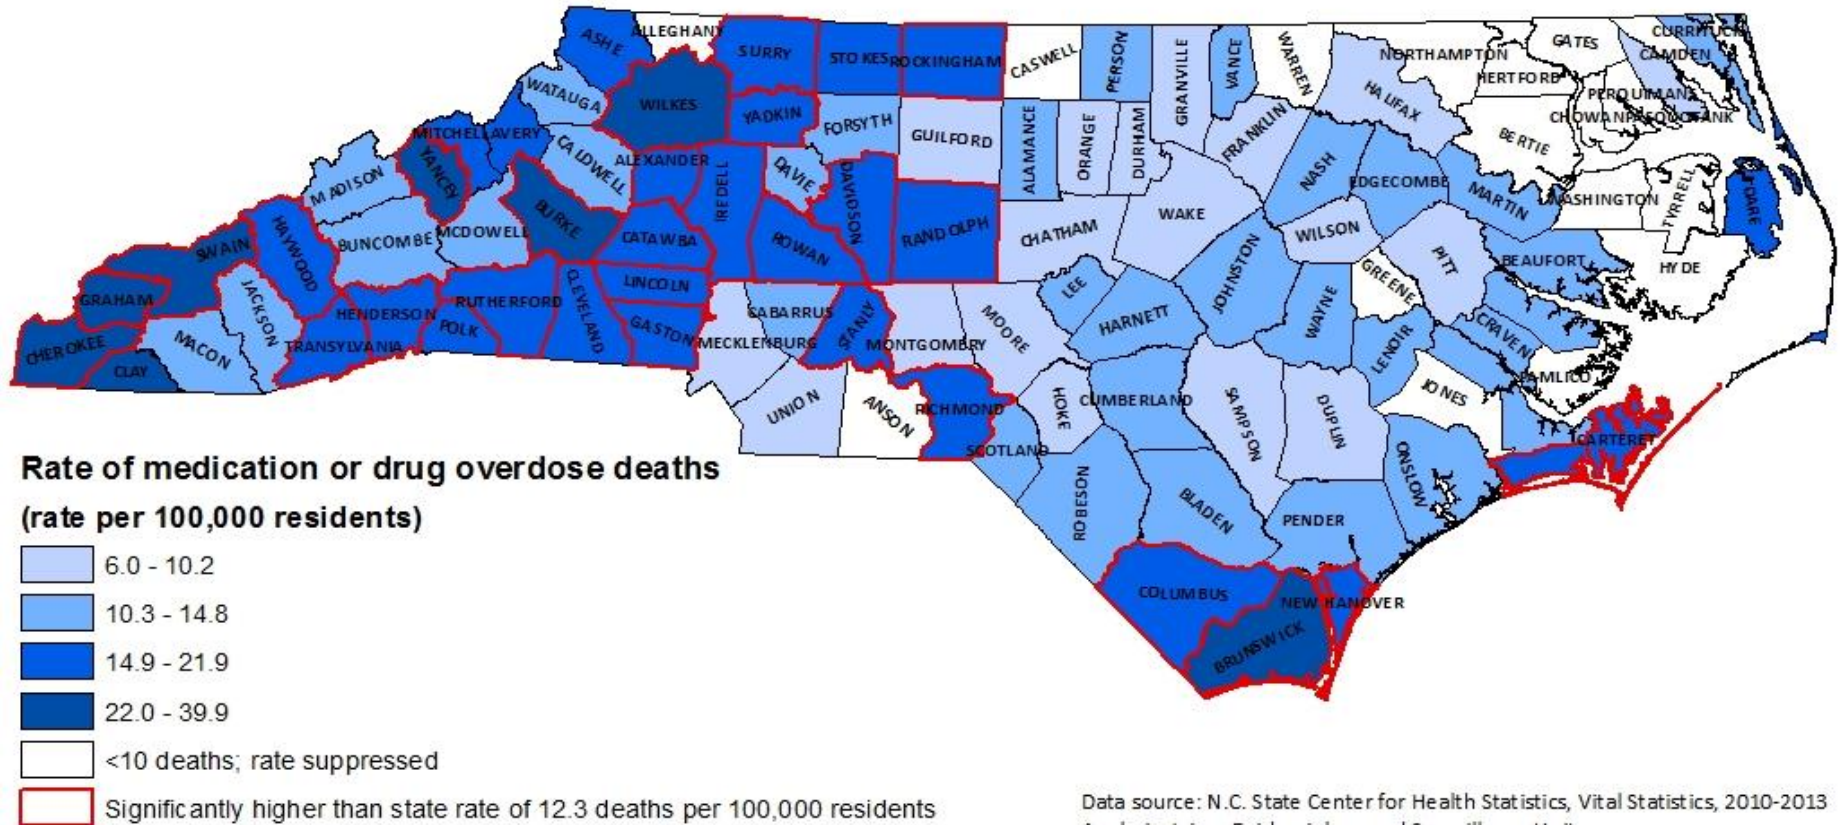 ALLEGHANY
ASHE
SURRY
STOKES
ROCKINGHAM
CASWELL
PERSON
GRANVILLE
VANCE
WARREN
NORTHAMPTON
GATES
CURRITUCK
CAMDEN
HERTFORD
PERQUIMANS
CHOWAN
PASQUOTANK
HALIFAX
BERTIE
WATAUGA
WILKES
YADKIN
FORSYTH
GUILFORD
ALAMANCE
ORANGE
DURHAM
FRANKLIN
NASH
EDGECOMBE
MARTIN
WASHINGTON
TYRRELL
DARE
MITCHELL
AVERY
YANCEY
CALDWELL
ALEXANDER
IREDELL
DAVIE
DAVIDSON
RANDOLPH
CHATHAM
WAKE
WILSON
PITT
BEAUFORT
HYDE
MADISON
BUNCOMBE
MCDOWELL
BURKE
CATAWBA
ROWAN
SWAIN
HAYWOOD
GRAHAM
JACKSON
HENDERSON
RUTHERFORD
POLK
CLEVELAND
LINCOLN
GASTON
CABARRUS
STANLY
MECKLENBURG
MONTGOMERY
MOORE
LEE
HARNETT
JOHNSTON
WAYNE
GREENE
LENOIR
CRAVEN
PAMLICO
CHEROKEE
CLAY
MACON
TRANSYLVANIA
UNION
ANSON
RICHMOND
HOKE
CUMBERLAND
SAMPSON
DUPLIN
JONES
CARTERET
SCOTLAND
ROBESON
BLADEN
PENDER
ONSLOW
COLUMBUS
NEW HANOVER
BRUNSWICK
Rate of medication or drug overdose deaths
(rate per 100,000 residents)
6.0 - 10.2
10.3 - 14.8
14.9 - 21.9
22.0 - 39.9
<10 deaths; rate suppressed
Significantly higher than state rate of 12.3 deaths per 100,000 residents
Data source: N.C. State Center for Health Statistics, Vital Statistics, 2010-2013